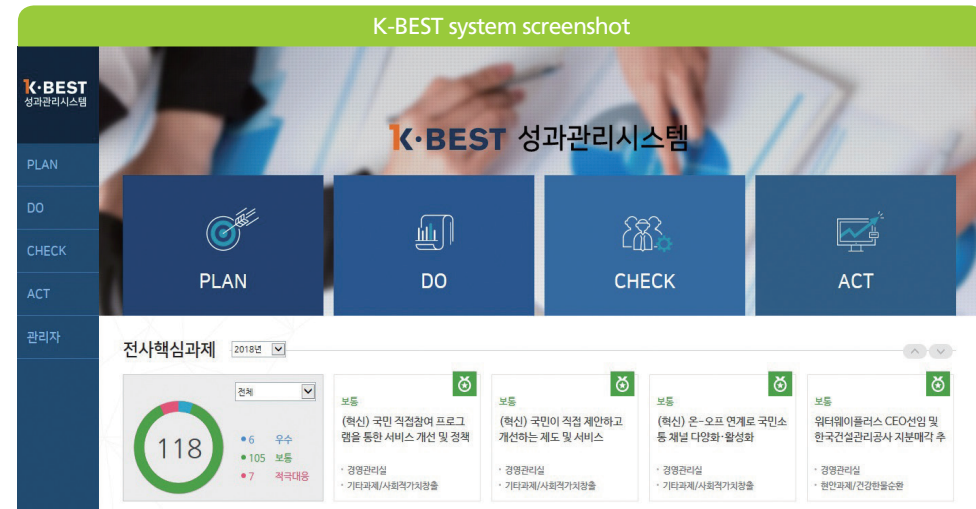 K-BEST system screenshot
K·BEST
성과관리시스템
PLAN
DO
CHECK
ACT
관리자
K·BEST 성과관리시스템
PLAN
DO
CHECK
ACT
전사핵심과제 2018년
전체
118
6 우수
105 보통
7 적극대응
보통
(혁신) 국민 직접참여 프로그
램을 통한 서비스 개선 및 정책
· 경영관리실
· 기타과제/사회적가치창출
보통
(혁신) 국민이 직접 제안하고
개선하는 제도 및 서비스
· 경영관리실
· 기타과제/사회적가치창출
보통
(혁신) 온-오프 연계로 국민소
통 채널 다양화·활성화
· 경영관리실
· 기타과제/사회적가치창출
보통
워터웨이플러스 CEO선임 및
한국건설관리공사 지분매각 추
· 경영관리실
· 현안과제/건강한물순환